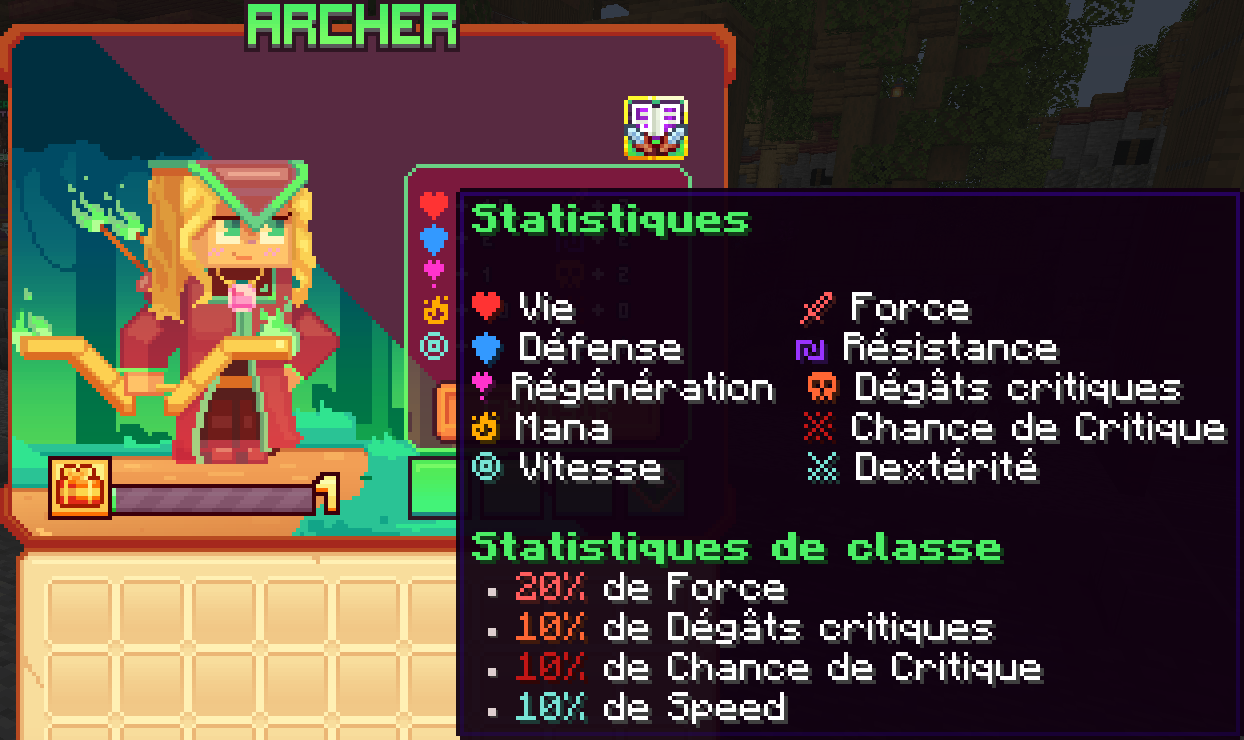 ARCHER
Statistiques
Vie Force
Défense Résistance
Régénération Dégâts critiques
Mana Chance de Critique
Vitesse Dextérité
1
Statistiques de classe
20% de Force
10% de Dégâts critiques
10% de Chance de Critique
10% de Speed